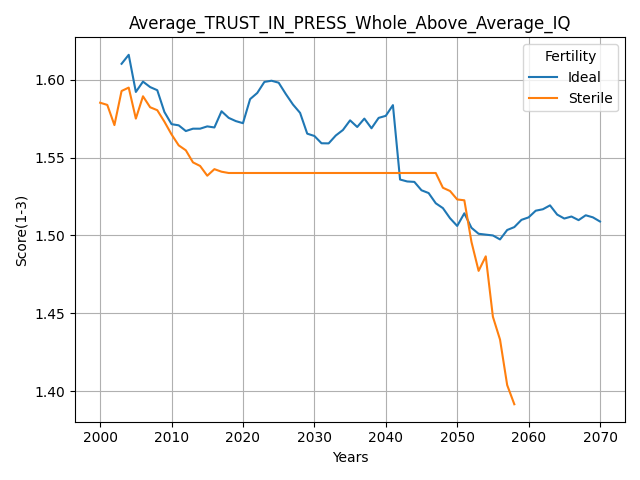 Average_TRUST_IN_PRESS_Whole_Above_Average_IQ
Fertility
Ideal
Sterile
Score(1-3)
1.60
1.55
1.50
1.45
1.40
2000 2010 2020 2030 2040 2050 2060 2070
Years